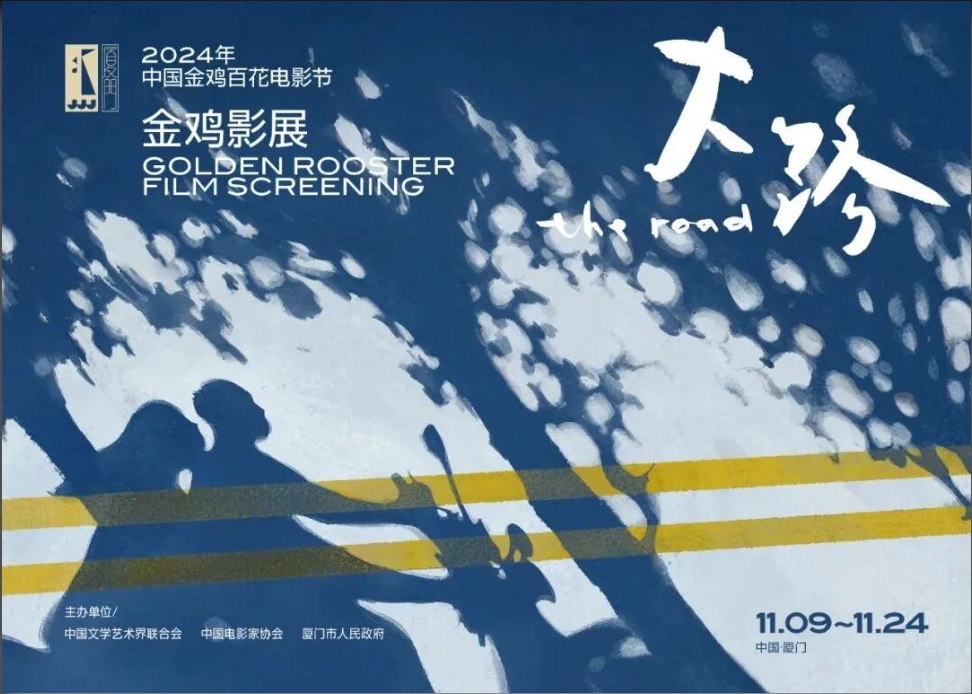 2024年
中国金鸡百花电影节
金鸡影展
GOLDEN ROOSTER
FILM SCREENING
大路
the road
厦门
主办单位/
中国文学艺术界联合会 中国电影家协会 厦门市人民政府
11.09~11.24
中国·厦门